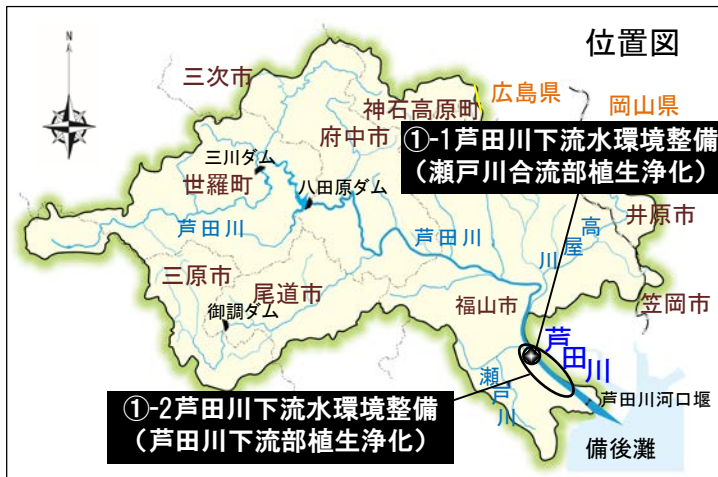 位置図
N
三次市
神石高原町
広島県
岡山県
府中市
①-1芦田川下流水環境整備
（瀬戸川合流部植生浄化）
三川ダム
世羅町
八田原ダム
井原市
芦田川
芦田川
高屋川
三原市
尾道市
福山市
笠岡市
御調ダム
芦田川
瀬戸川
芦田川河口堰
①-2芦田川下流水環境整備
（芦田川下流部植生浄化）
備後灘